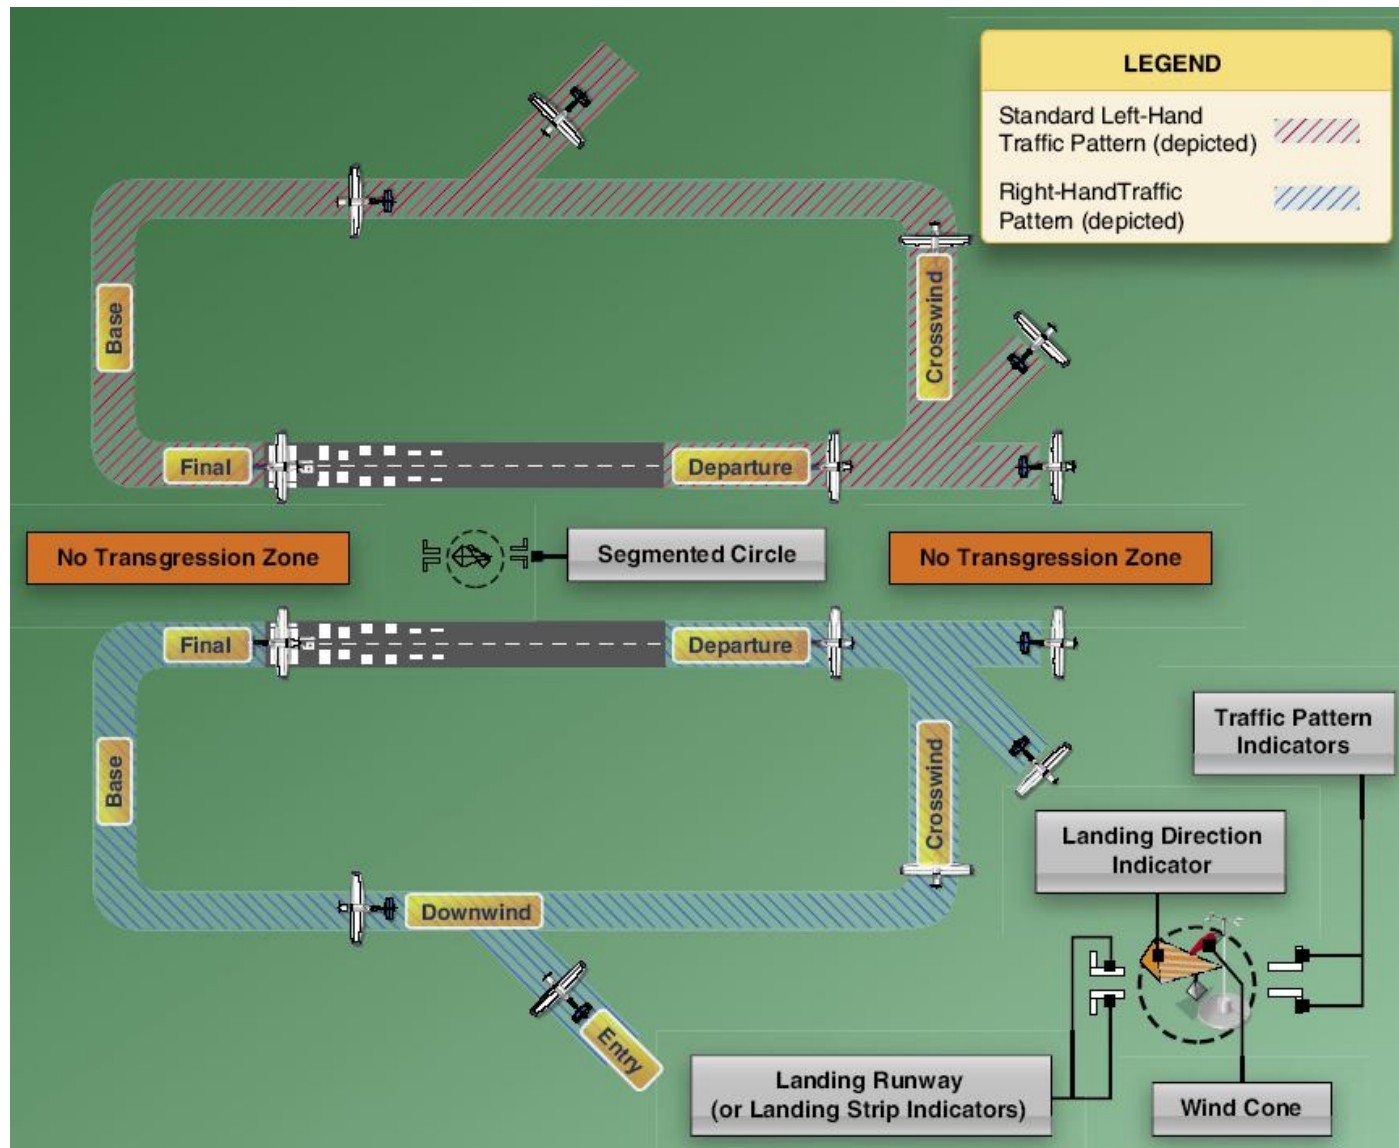 LEGEND
Standard Left-Hand
Traffic Pattern (depicted)
Right-HandTraffic
Pattern (depicted)
Base
Crosswind
Final
Departure
No Transgression Zone
Segmented Circle
No Transgression Zone
Final
Departure
Base
Crosswind
Downwind
Entry
Traffic Pattern
Indicators
Landing Direction
Indicator
Landing Runway
(or Landing Strip Indicators)
Wind Cone